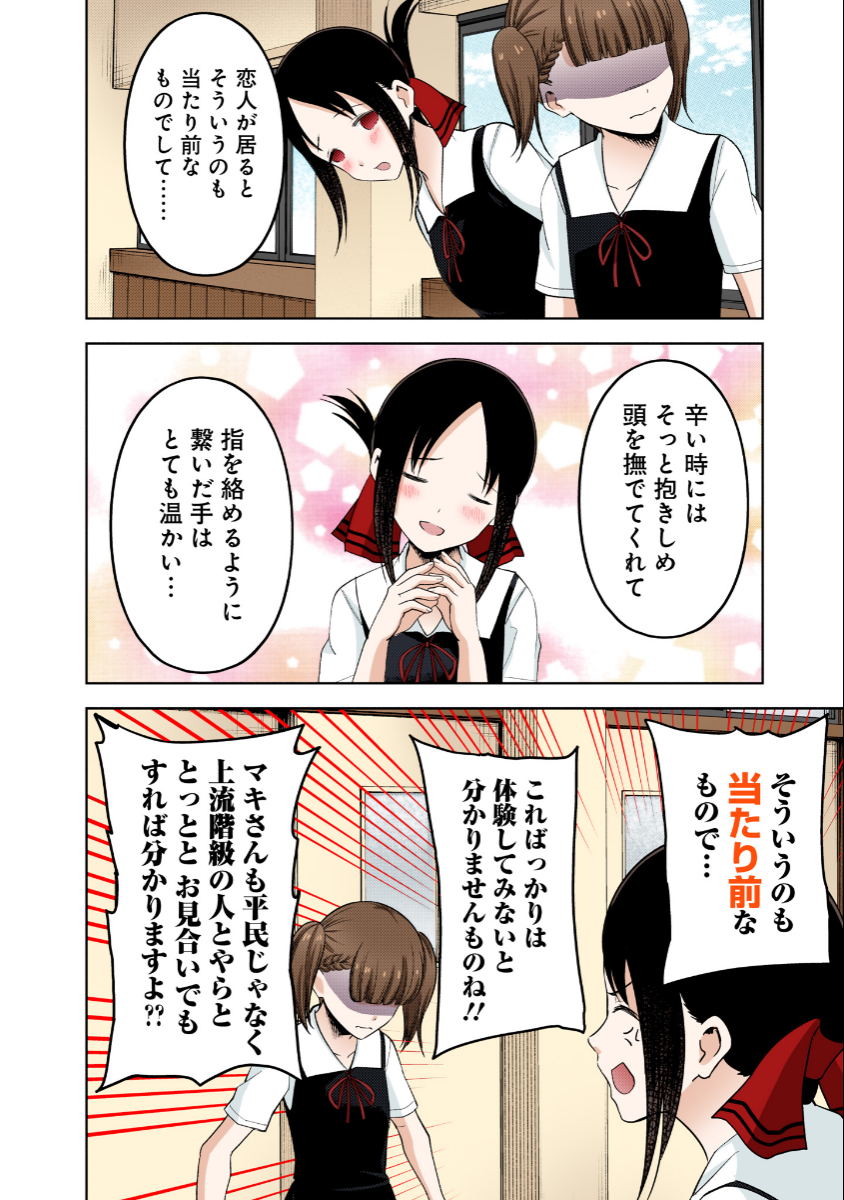 恋人が居ると
そういうのも
当たり前な
ものでして……
辛い時には
そっと抱きしめ
頭を撫でてくれて
指を絡めるように
繋いだ手は
とても温かい…
そういうのも
当たり前な
もので…
こればっかりは
体験してみないと
分かりませんものね!!
マキさんも平民じゃなく
上流階級の人とやらと
とっとと お見合いでも
すれば分かりますよ??